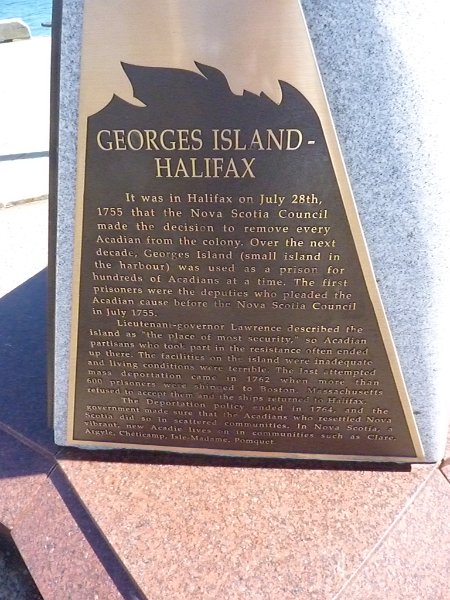 GEORGES ISLAND -
HALIFAX
It was in Halifax on July 28th,
1755 that the Nova Scotia Council
made the decision to remove every
Acadian from the colony. Over the next
decade, Georges Island (small island in
the harbour) was used as a prison for
hundreds of Acadians at a time. The first
prisoners were the deputies who pleaded the
Acadian cause before the Nova Scotia Council
in July 1755.
Lieutenant-governor Lawrence described the
island as "the place of most security," so Acadian
partisans who took part in the resistance often ended
up there. The facilities on the island were inadequate
and living conditions were terrible. The last attempted
mass deportation came in 1762 when more than
600 prisoners were shipped to Boston. Massachusetts
refused to accept them and the ships returned to Halifax.
The Deportation policy ended in 1764, and the
government made sure that the Acadians who resettled Nova
Scotia did so in scattered communities. In Nova Scotia, a
vibrant, new Acadie lives on in communities such as Clare,
Argyle, Chéticamp, Isle Madame, Pomquet.